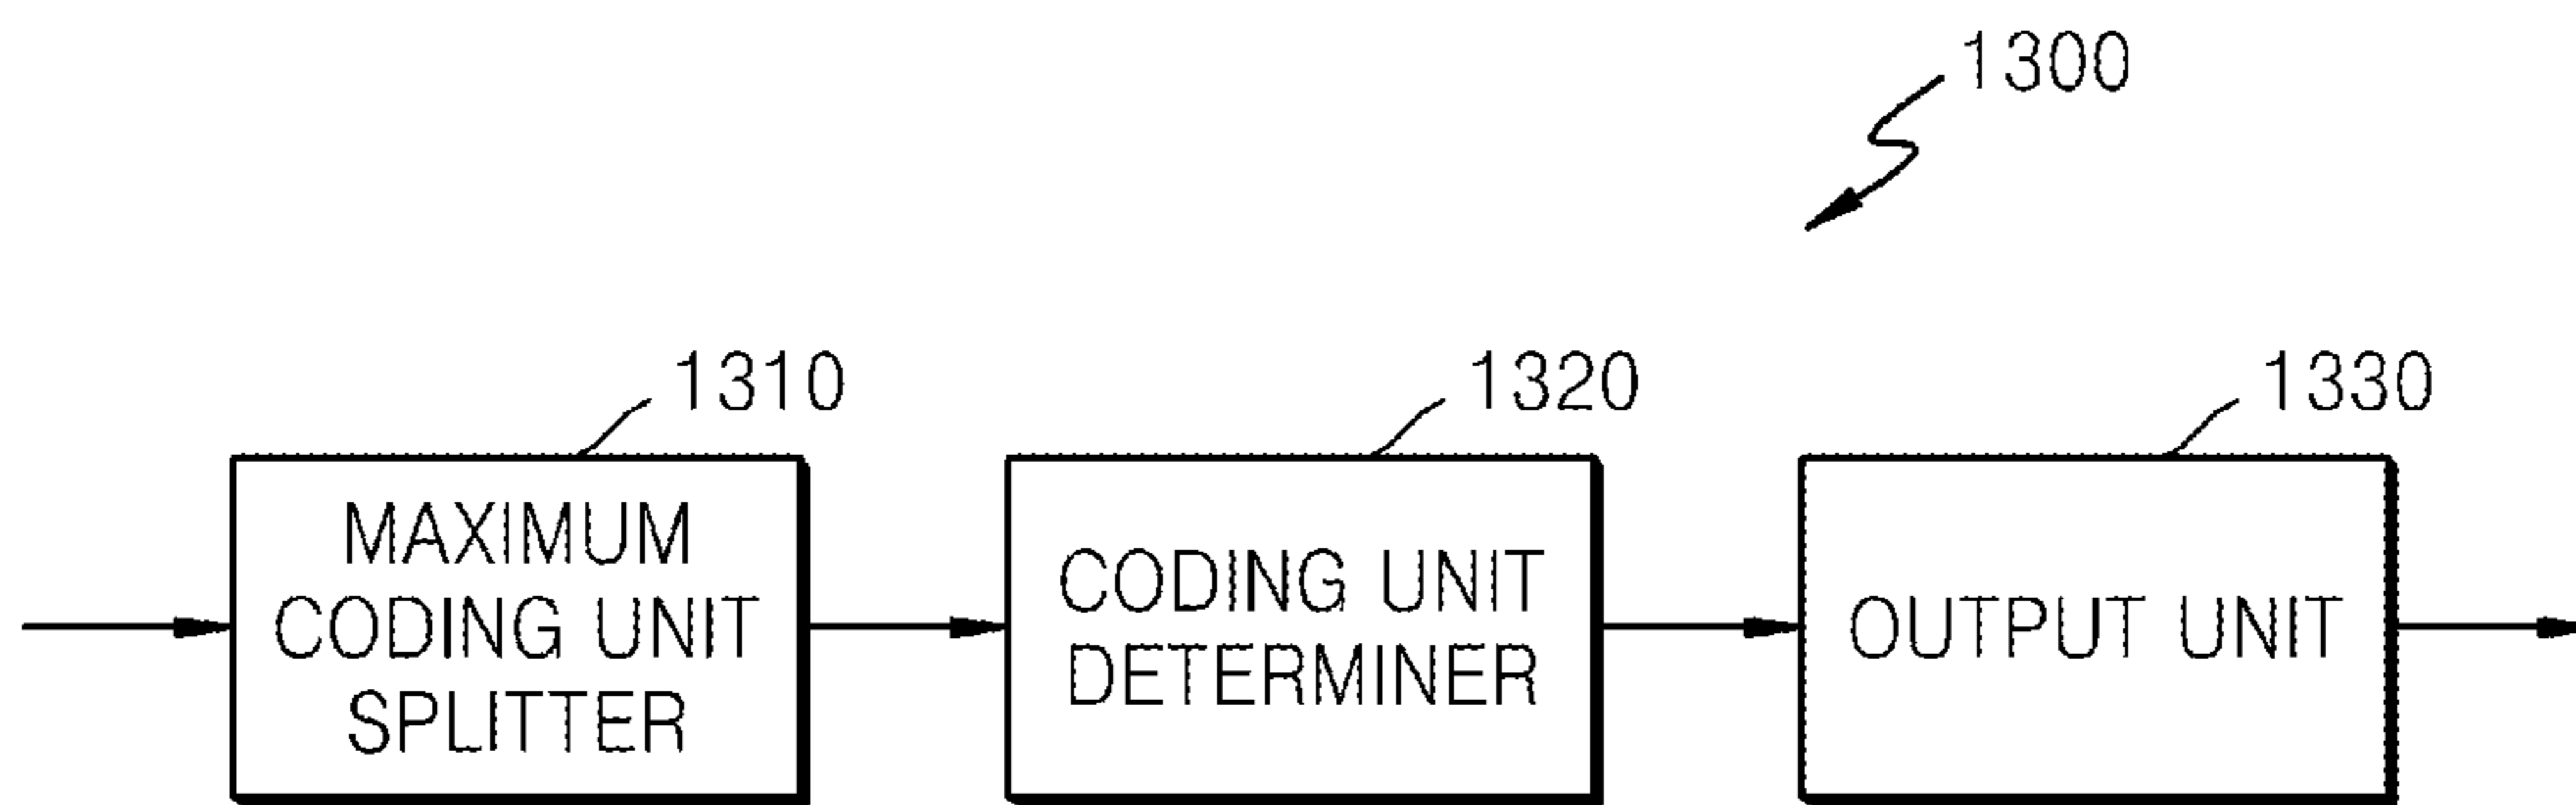 1300
1310
1320
1330
MAXIMUM
CODING UNIT
SPLITTER
CODING UNIT
DETERMINER
OUTPUT UNIT